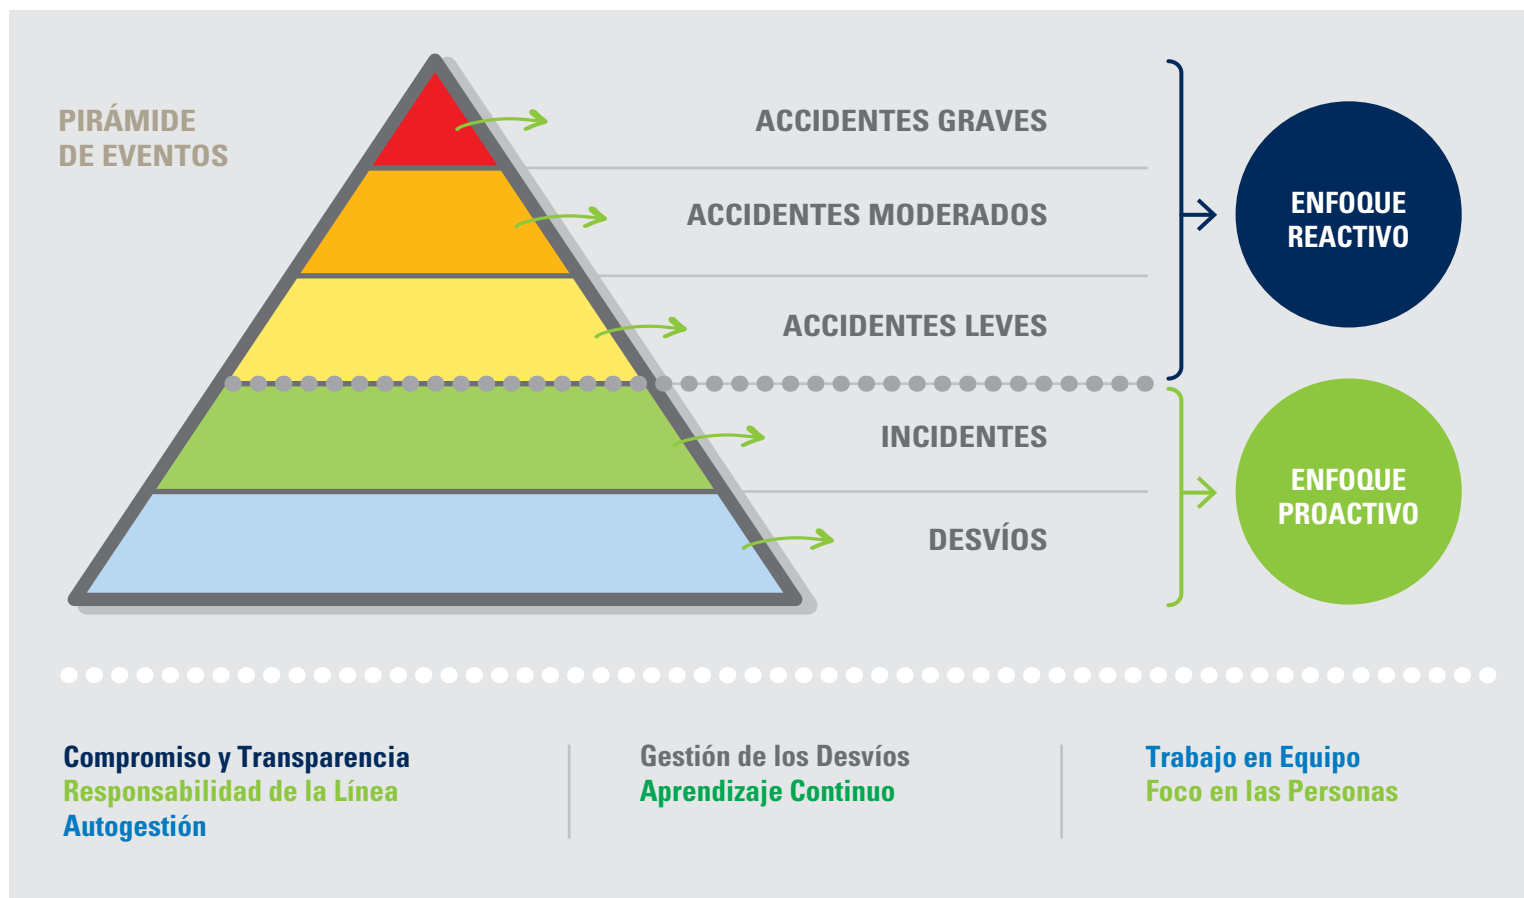 PIRÁMIDE
DE EVENTOS
ACCIDENTES GRAVES
ACCIDENTES MODERADOS
ACCIDENTES LEVES
INCIDENTES
DESVÍOS
ENFOQUE
REACTIVO
ENFOQUE
PROACTIVO
Compromiso y Transparencia
Responsabilidad de la Línea
Autogestión
Gestión de los Desvíos
Aprendizaje Continuo
Trabajo en Equipo
Foco en las Personas